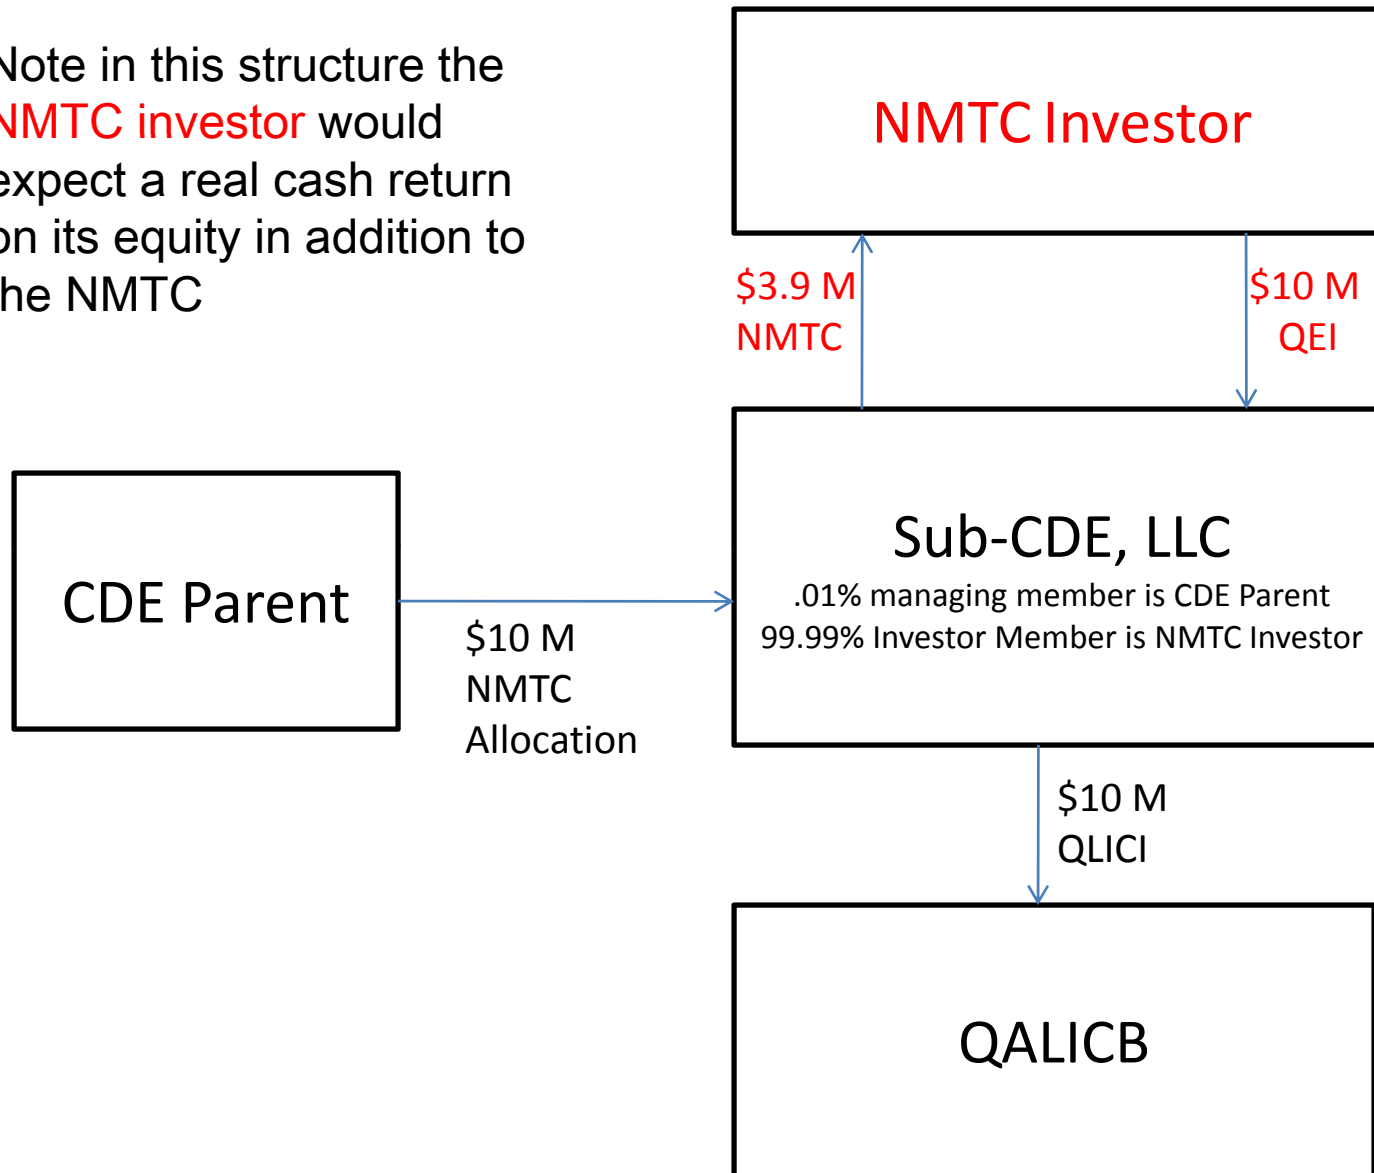 Note in this structure the
NMTC investor would
expect a real cash return
on its equity in addition to
the NMTC
NMTC Investor
$3.9 M
NMTC
$10 M
QEI
CDE Parent
$10 M
NMTC
Allocation
Sub-CDE, LLC
.01% managing member is CDE Parent
99.99% Investor Member is NMTC Investor
$10 M
QLICI
QALICB